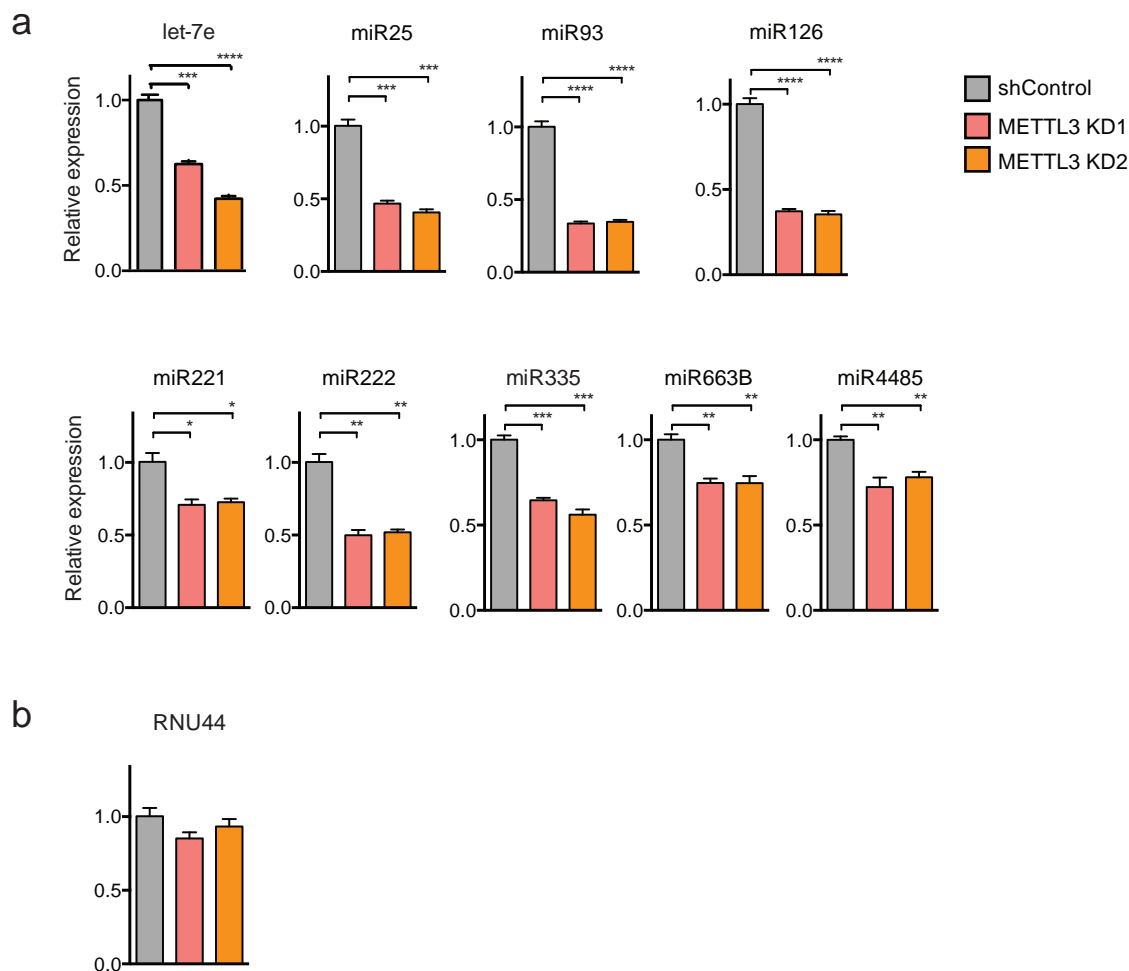 a
let-7e
miR25
miR93
miR126
Relative expression
1.0
0.5
0.0
*** ****
1.0
0.5
0.0
*** ***
1.0
0.5
0.0
**** ****
1.0
0.5
0.0
**** ****
shControl
METTL3 KD1
METTL3 KD2
miR221
miR222
miR335
miR663B
miR4485
Relative expression
1.0
0.5
0.0
* *
1.0
0.5
0.0
** **
1.0
0.5
0.0
*** ***
1.0
0.5
0.0
** **
1.0
0.5
0.0
** **
b
RNU44
1.0
0.5
0.0